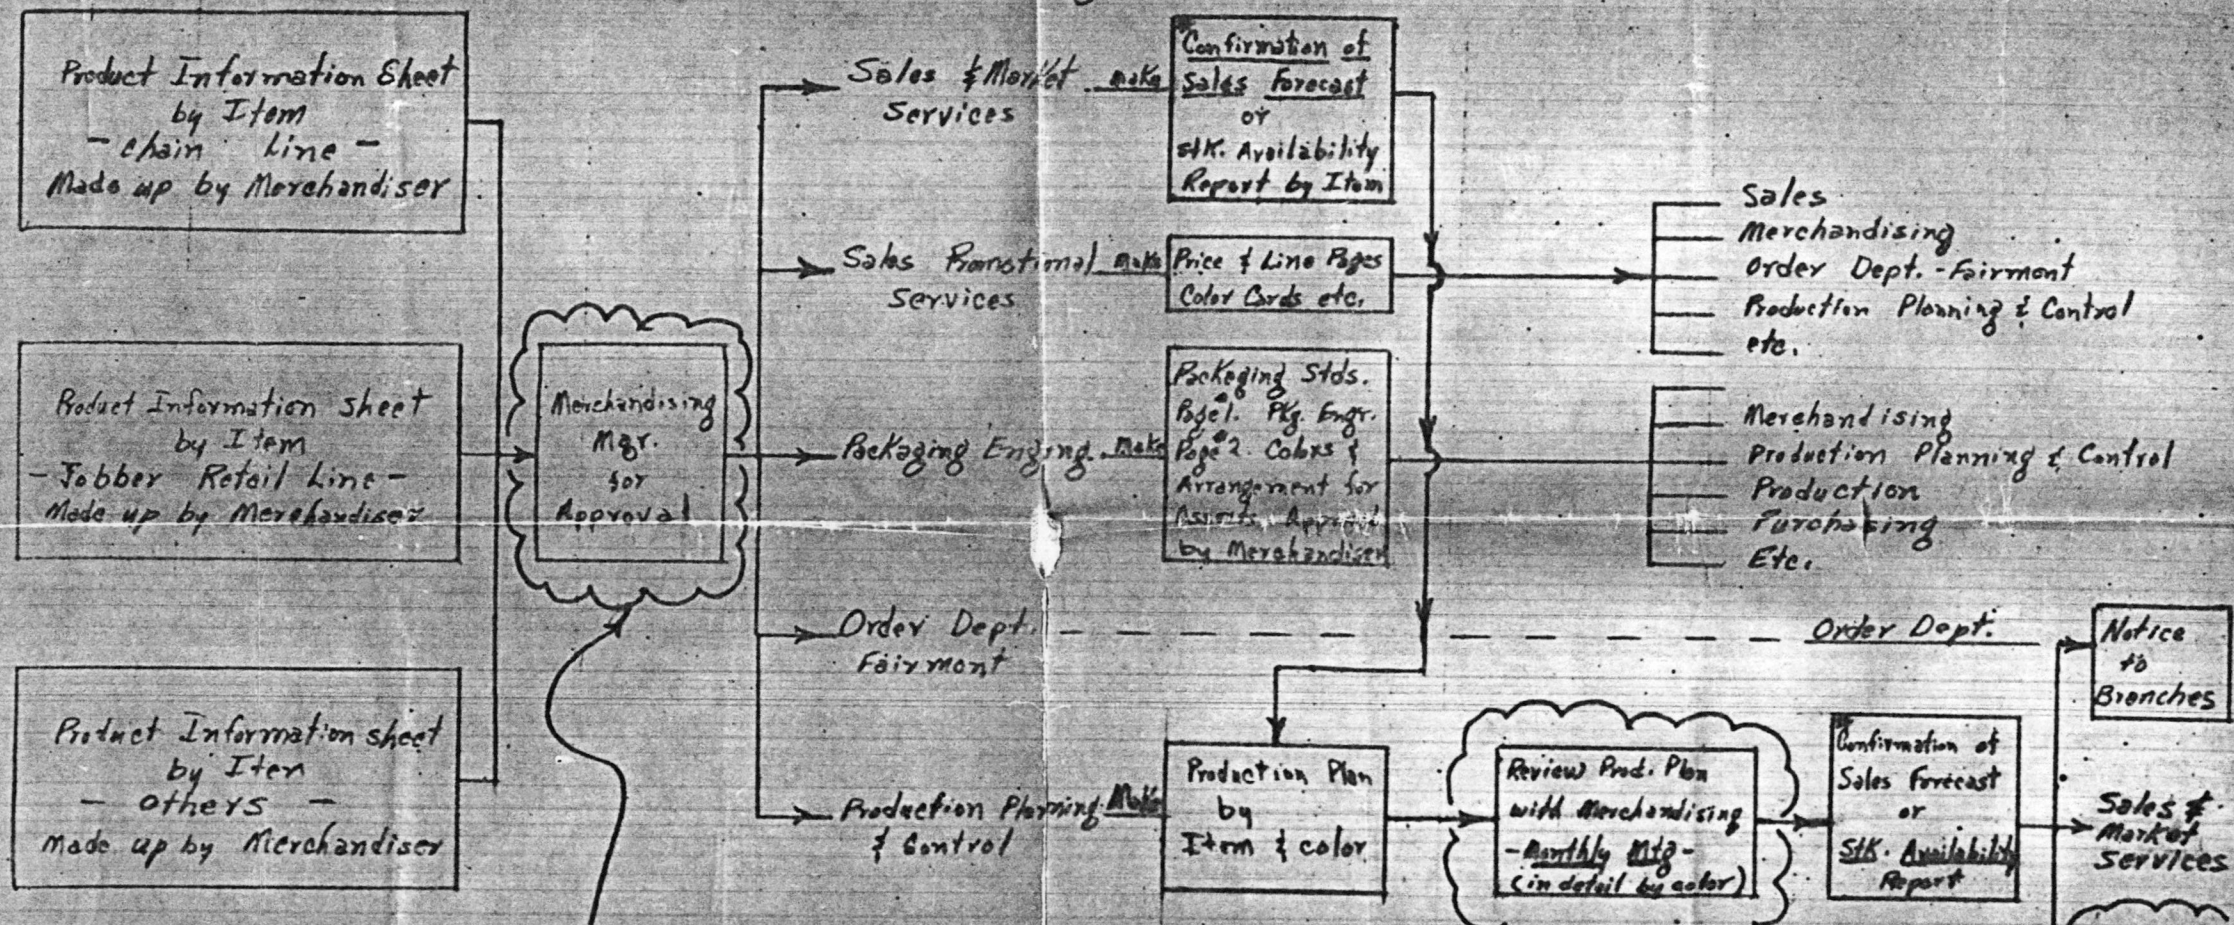 Product Information Sheet
by Item
- Chain Line -
Made up by Merchandiser
Product Information sheet
by Item
- Jobber Retail Line -
Made up by Merchandiser
Product Information sheet
by Item
- Others -
Made up by Merchandiser
Merchandising
Mgr.
for
Approval
Sales & Market make
Services
Sales Promotional make
Services
Packaging Enging. Make
Order Dept.
Fairmont
Production Planning Make
& Control
Confirmation of
Sales Forecast
or
stk. Availability
Report by Item
Price & Line Pages
Color Cards etc.
Packaging Stds.
Page #1. Pkg. Engr.
Page #2. Colors &
Arrangement for
Assorts. Approved
by Merchandiser
Sales
Merchandising
Order Dept. - Fairmont
Production Planning & Control
etc.
Merchandising
Production Planning & Control
Production
Purchasing
Etc.
Order Dept.
Notice
to
Branches
Production Plan
by
Item & color
Review Prod. Plan
with Merchandising
- Monthly Mtg -
(in detail by color)
Confirmation of
Sales Forecast
or
Stk. Availability
Report
Sales &
Market
Services